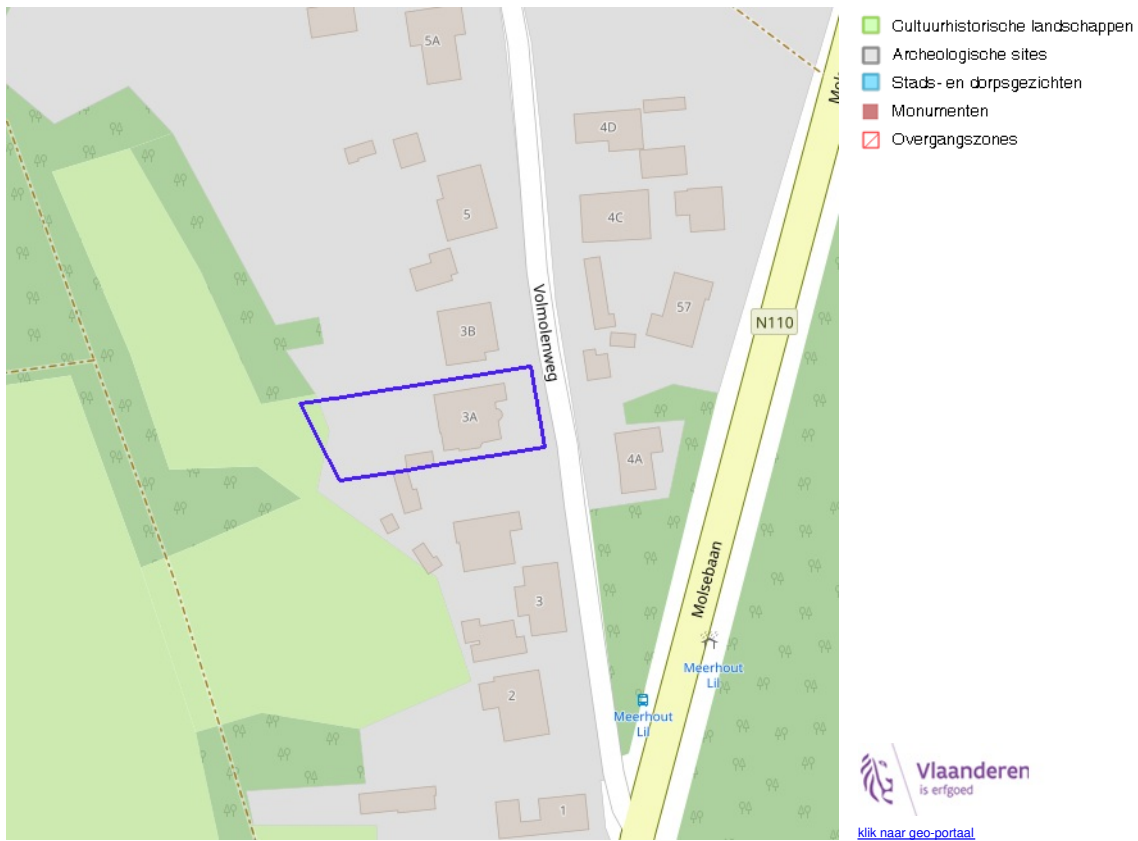 5A
4D
5
4C
Volmolenweg
57
3B
N110
3A
4A
Molsebaan
3
Meerhout
Lil
2
Meerhout
Lil
1
Cultuurhistorische landschappen
Archeologische sites
Stads- en dorpsgezichten
Monumenten
Overgangszones
Vlaanderen
is erfgoed
klik naar geo-portaal